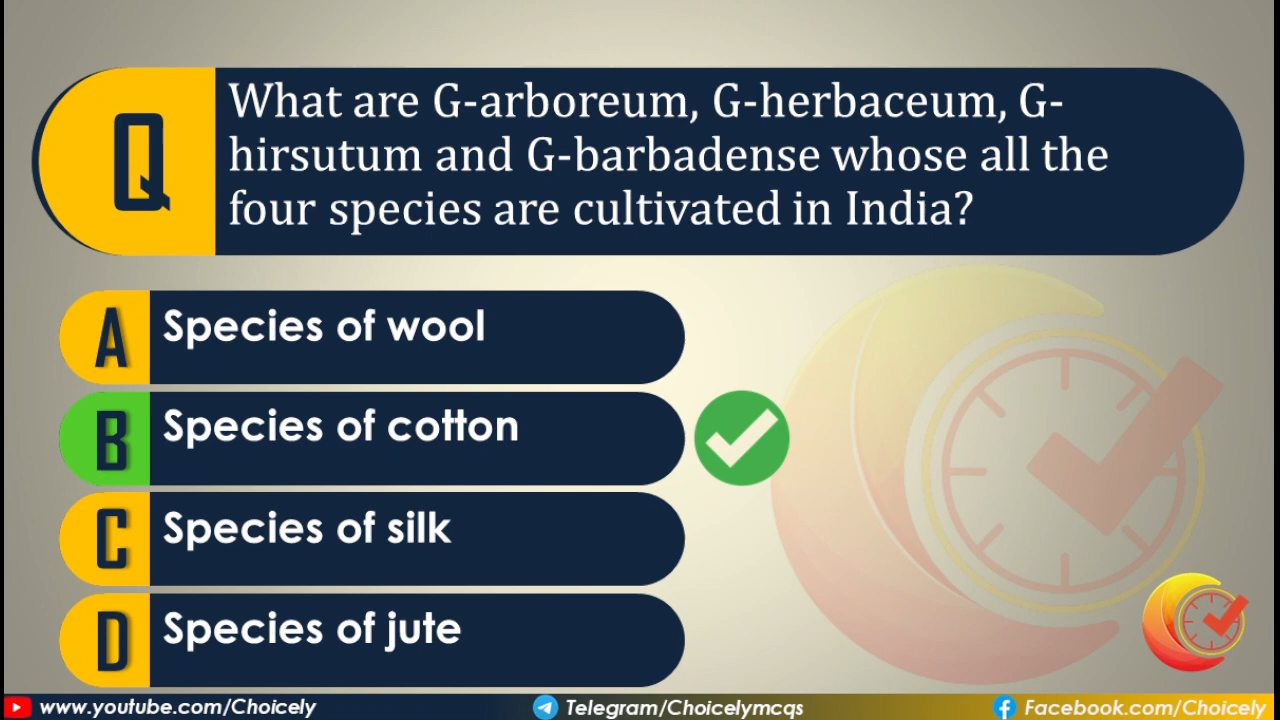 Q
What are G-arboreum, G-herbaceum, G-
hirsutum and G-barbadense whose all the
four species are cultivated in India?
A
Species of wool
B
Species of cotton
C
Species of silk
D
Species of jute
www.youtube.com/Choicely
Telegram/Choicelymcqs
Facebook.com/Choicely